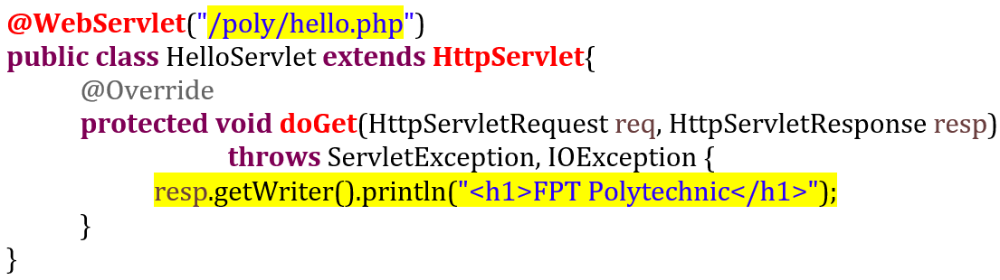 @WebServlet("/poly/hello.php")
public class HelloServlet extends HttpServlet{
@Override
protected void doGet(HttpServletRequest req, HttpServletResponse resp)
throws ServletException, IOException {
resp.getWriter().println("<h1>FPT Polytechnic</h1>");
}
}